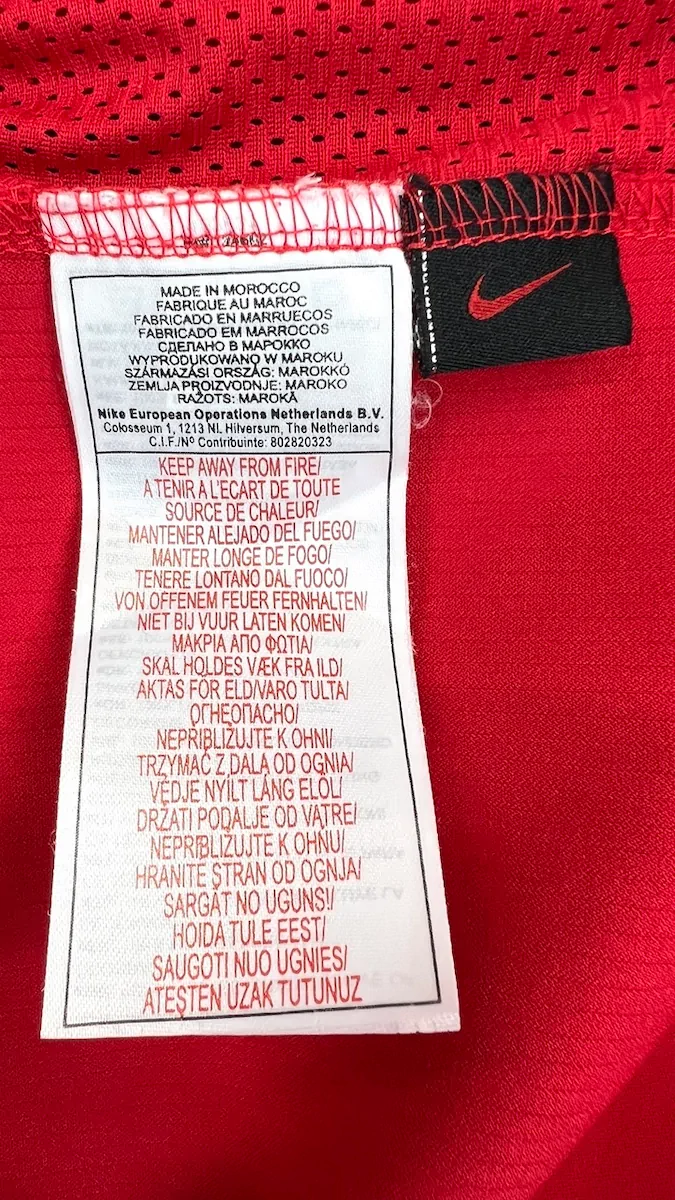 MADE IN MOROCCO
FABRIQUE AU MAROC
FABRICADO EN MARRUECOS
FABRICADO EM MARROCOS
СДЕЛАНО В МАРОККО
WYPRODUKOWANO W MAROKU
SZÁRMAZÁSI ORSZÁG: MAROKKÓ
ZEMLJA PROIZVODNJE: MAROKO
RAŽOTS: MAROKĀ
Nike European Operations Netherlands B.V.
Colosseum 1, 1213 NL Hilversum, The Netherlands
C.I.F./Nº Contribuinte: 802820323
KEEP AWAY FROM FIRE/
A TENIR A L'ECART DE TOUTE
SOURCE DE CHALEUR/
MANTENER ALEJADO DEL FUEGO/
MANTER LONGE DE FOGO/
TENERE LONTANO DAL FUOCO/
VON OFFENEM FEUER FERNHALTEN/
NIET BIJ VUUR LATEN KOMEN/
ΜΑΚΡΙΑ ΑΠΟ ΦΩΤΙΑ/
SKAL HOLDES VÆK FRA ILD/
AKTAS FÖR ELD/VARO TULTA/
ОГНЕОПАСНО/
NEPŘIBLIŽUJTE K OHNI/
TRZYMAĆ Z DALA OD OGNIA/
VÉDJE NYÍLT LÁNG ELŐL/
DRŽATI PODALJE OD VATRE/
NEPRIBLIŽUJTE K OHŇU/
HRANITE STRAN OD OGNJA/
SARGĀT NO UGUNS!/
HOIDA TULE EEST/
SAUGOTI NUO UGNIES/
ATEŞTEN UZAK TUTUNUZ